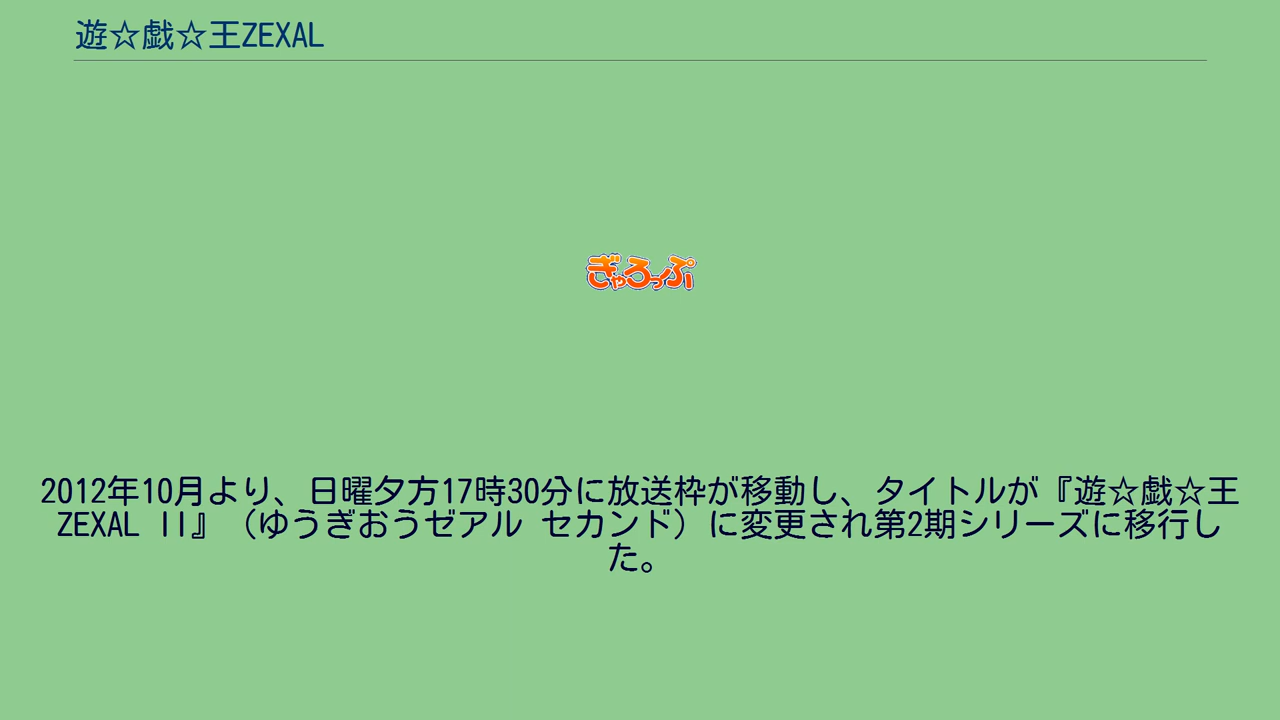 遊☆戯☆王ZEXAL
ぎゃろっぷ
2012年10月より、日曜夕方17時30分に放送枠が移動し、タイトルが『遊☆戯☆王
ZEXAL II』（ゆうぎおうゼアル セカンド）に変更され第2期シリーズに移行し
た。